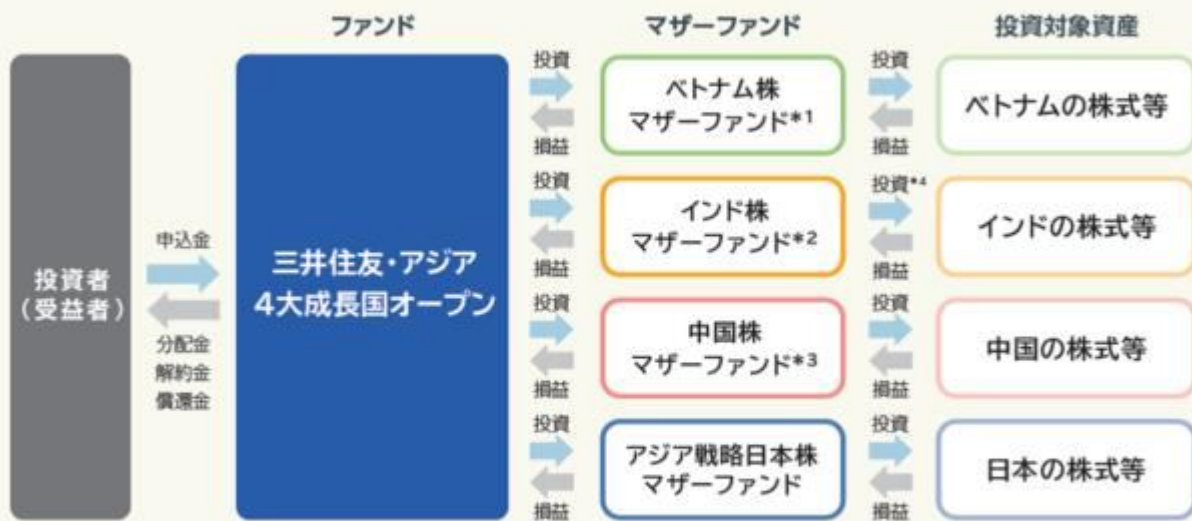 ファンド
マザーファンド
投資対象資産
投資者
（受益者）
申込金
分配金
解約金
償還金
三井住友・アジア
4大成長国オープン
投資
損益
ベトナム株
マザーファンド*1
投資
損益
ベトナムの株式等
投資
損益
インド株
マザーファンド*2
投資*4
損益
インドの株式等
投資
損益
中国株
マザーファンド*3
投資
損益
中国の株式等
投資
損益
アジア戦略日本株
マザーファンド
投資
損益
日本の株式等